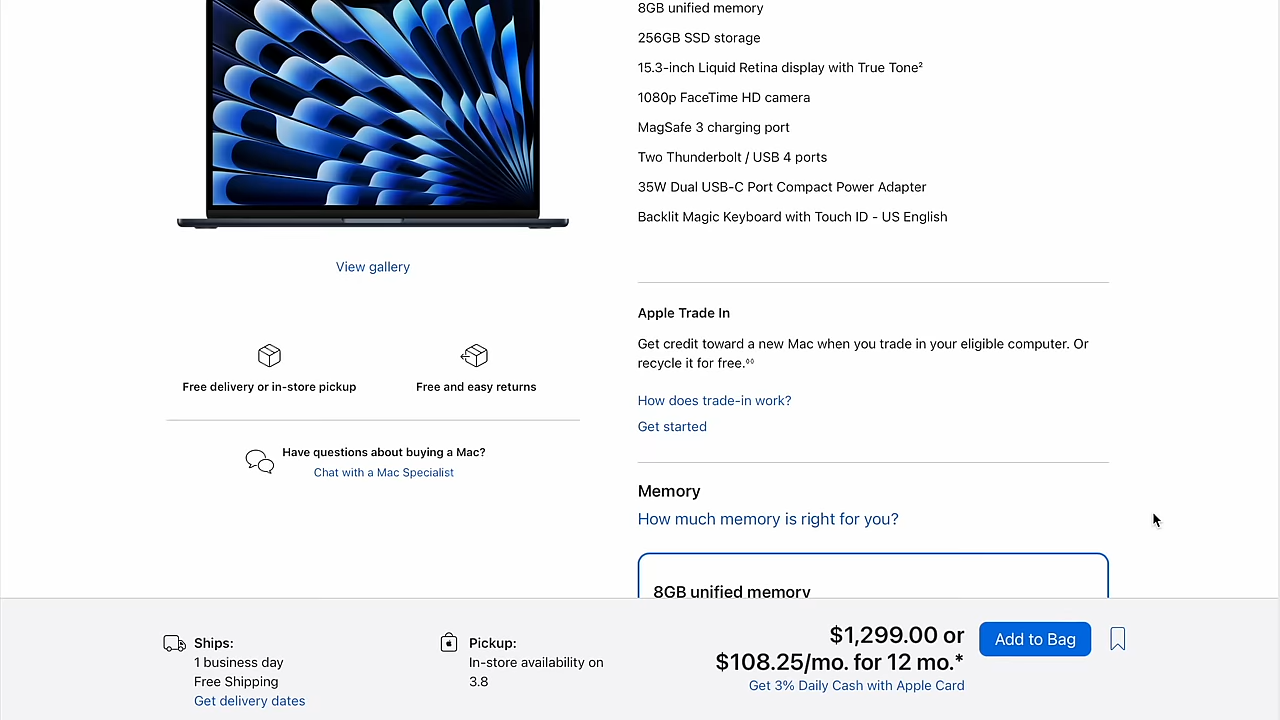 8GB unified memory
256GB SSD storage
15.3-inch Liquid Retina display with True Tone²
1080p FaceTime HD camera
MagSafe 3 charging port
Two Thunderbolt / USB 4 ports
35W Dual USB-C Port Compact Power Adapter
Backlit Magic Keyboard with Touch ID - US English
View gallery
Free delivery or in-store pickup
Free and easy returns
Have questions about buying a Mac?
Chat with a Mac Specialist
Apple Trade In
Get credit toward a new Mac when you trade in your eligible computer. Or
recycle it for free.◊◊
How does trade-in work?
Get started
Memory
How much memory is right for you?
8GB unified memory
Ships:
1 business day
Free Shipping
Get delivery dates
Pickup:
In-store availability on
3.8
$1,299.00 or
$108.25/mo. for 12 mo.*
Get 3% Daily Cash with Apple Card
Add to Bag